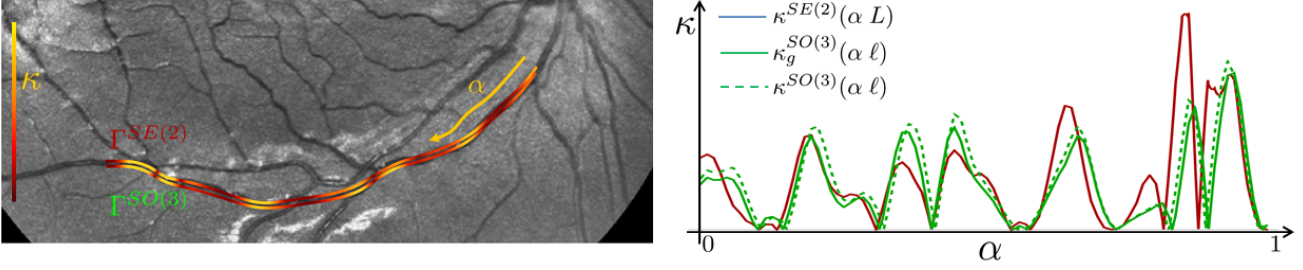 κ
α
Γ^{SE(2)}
Γ^{SO(3)}
κ
κ^{SE(2)}(α L)
κ_g^{SO(3)}(α ℓ)
κ^{SO(3)}(α ℓ)
0
α
1